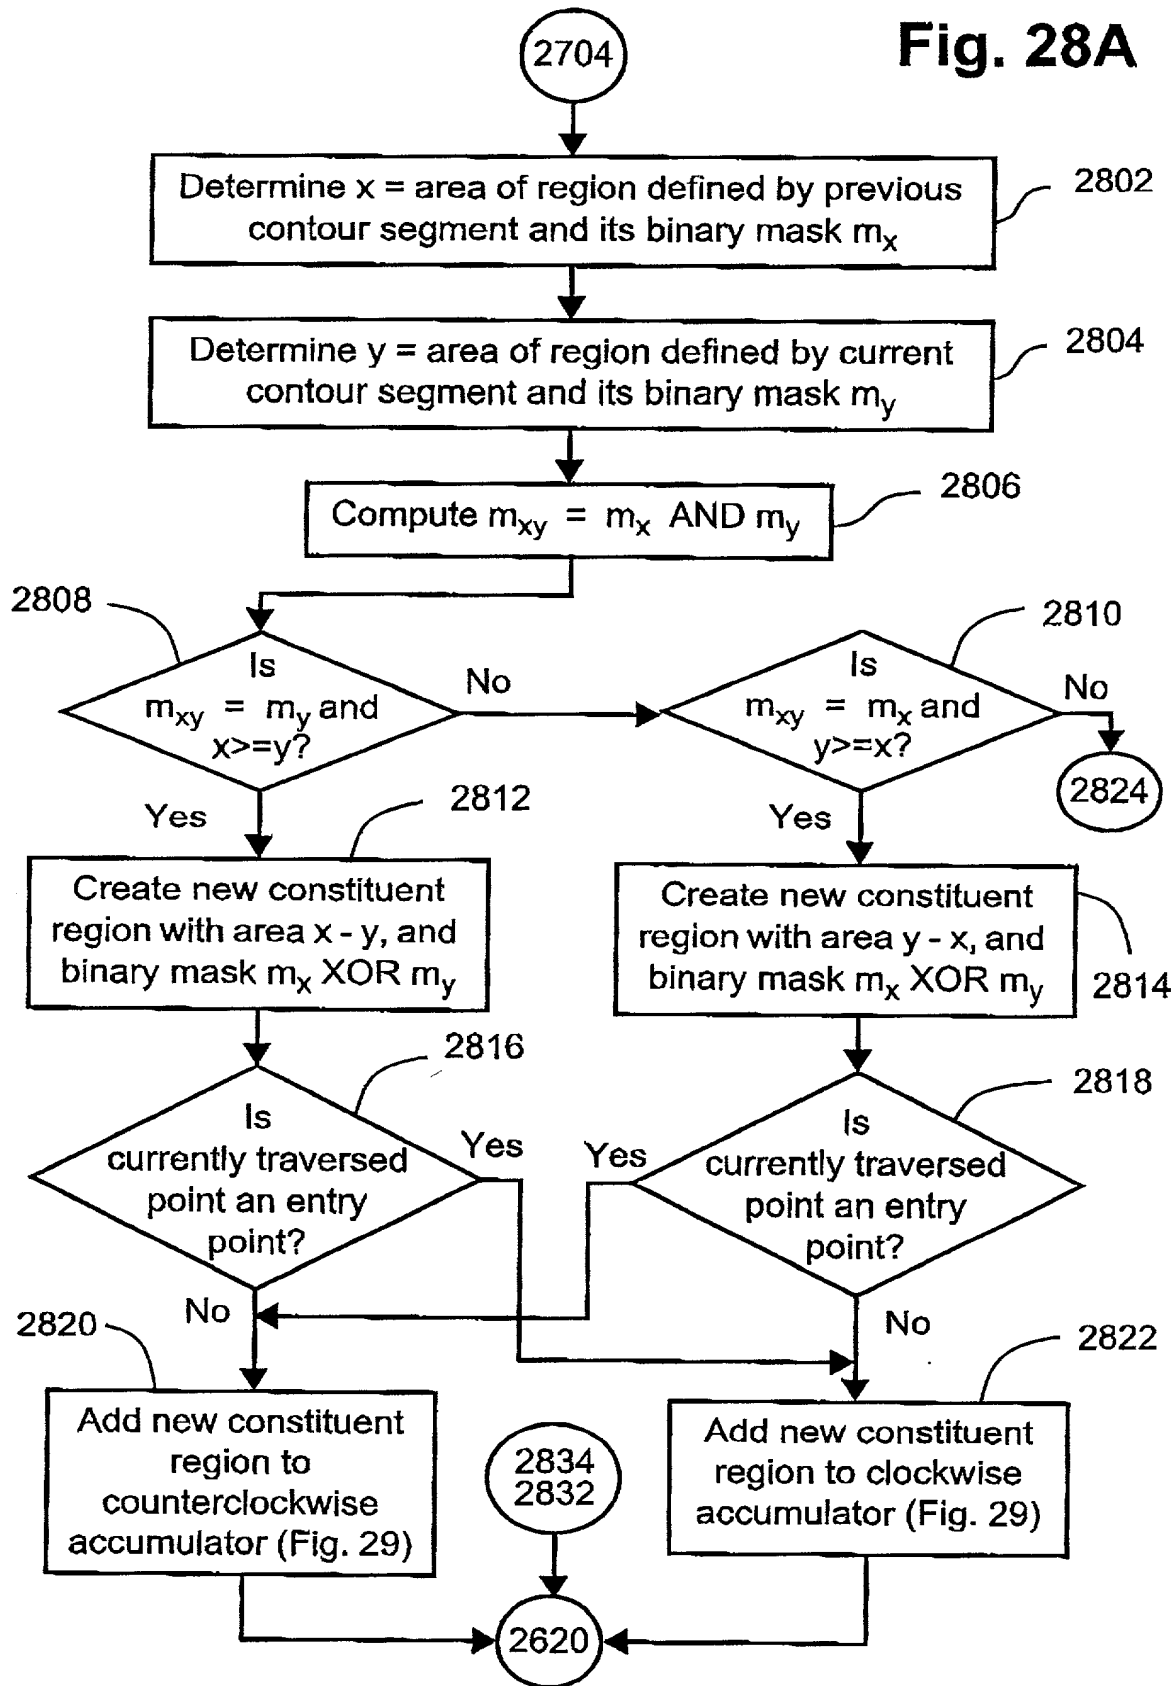 Fig. 28A
2704
Determine x = area of region defined by previous
contour segment and its binary mask mx
2802
Determine y = area of region defined by current
contour segment and its binary mask my
2804
Compute mxy = mx AND my
2806
2808
Is
mxy = my and
x>=y?
No
2810
Is
mxy = mx and
y>=x?
No
2824
Yes
2812
Yes
Create new constituent
region with area x - y, and
binary mask mx XOR my
Create new constituent
region with area y - x, and
binary mask mx XOR my
2814
2816
Is
currently traversed
point an entry
point?
Yes
2818
Yes
Is
currently traversed
point an entry
point?
No
No
2820
2822
Add new constituent
region to
counterclockwise
accumulator (Fig. 29)
2834
2832
Add new constituent
region to clockwise
accumulator (Fig. 29)
2620